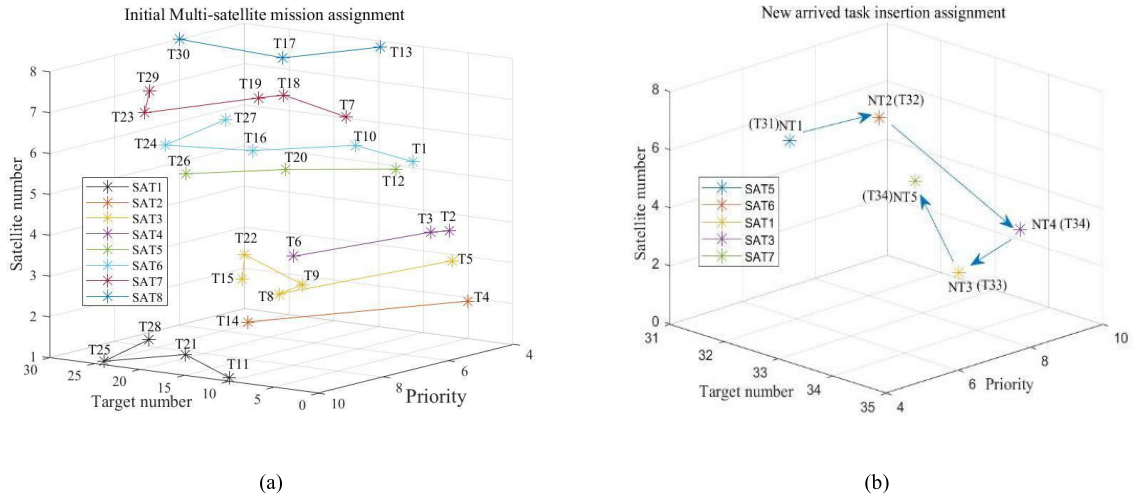 Initial Multi-satellite mission assignment
T30
T17
T13
T29
T23
T19
T18
T7
T27
T24
T16
T10
T1
T26
T20
T12
T3
T2
T6
T22
T15
T9
T8
T5
T14
T4
T28
T25
T21
T11
SAT1
SAT2
SAT3
SAT4
SAT5
SAT6
SAT7
SAT8
Satellite number
8
7
6
5
4
3
2
1
30
25
20
15
10
5
0
Target number
10
8
6
4
Priority
(a)
New arrived task insertion assignment
NT2 (T32)
(T31)NT1
(T34)NT5
NT4 (T34)
NT3 (T33)
SAT5
SAT6
SAT1
SAT3
SAT7
Satellite number
8
6
4
2
0
31
32
33
34
35
Target number
4
6
8
10
Priority
(b)